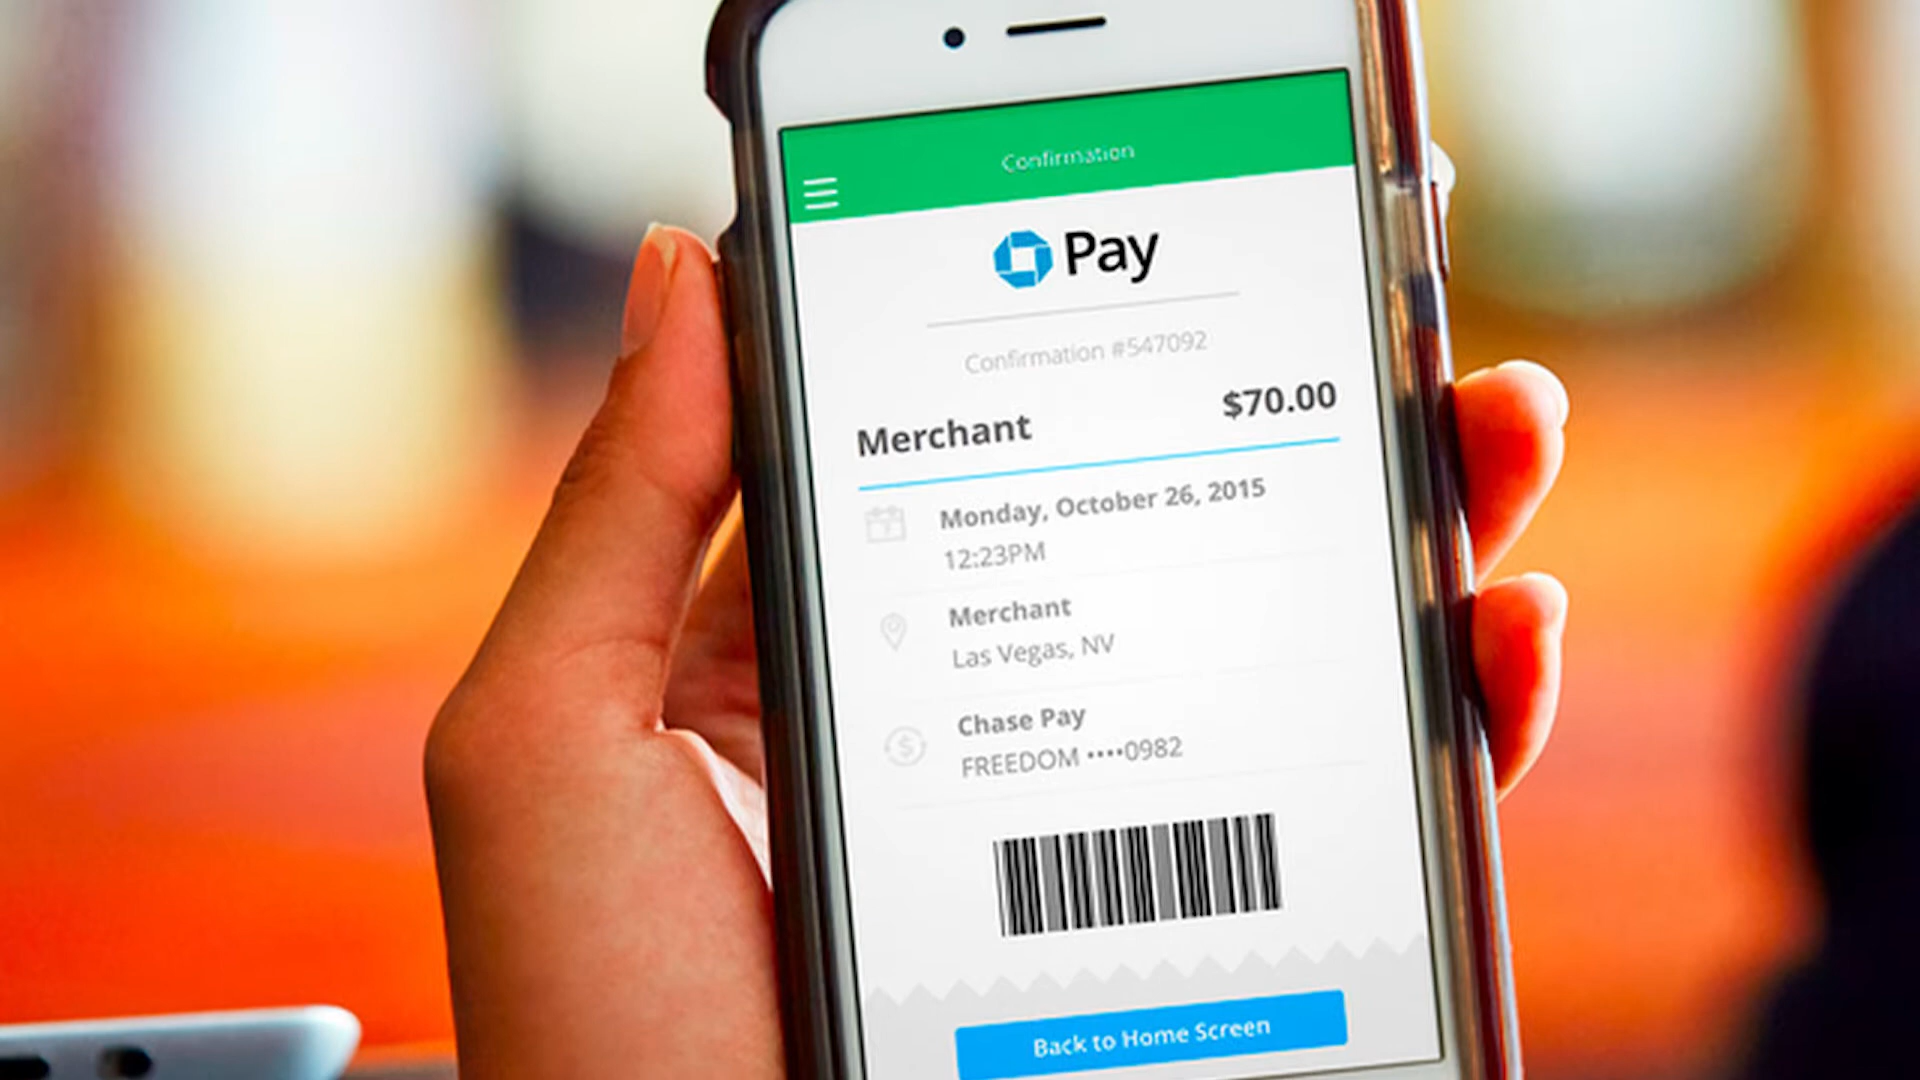 Confirmation
Pay
Confirmation #547092
Merchant $70.00
Monday, October 26, 2015
12:23PM
Merchant
Las Vegas, NV
Chase Pay
FREEDOM ••••0982
Back to Home Screen